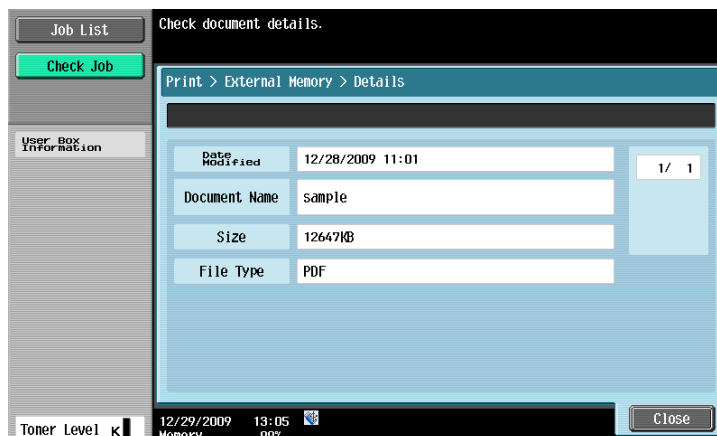 Job List
Check document details.
Check Job
Print > External Memory > Details
User Box
Information
Date
Modified
12/28/2009 11:01
1/ 1
Document Name
sample
Size
12647KB
File Type
PDF
Toner Level K
12/29/2009 13:05
Memory 00%
Close